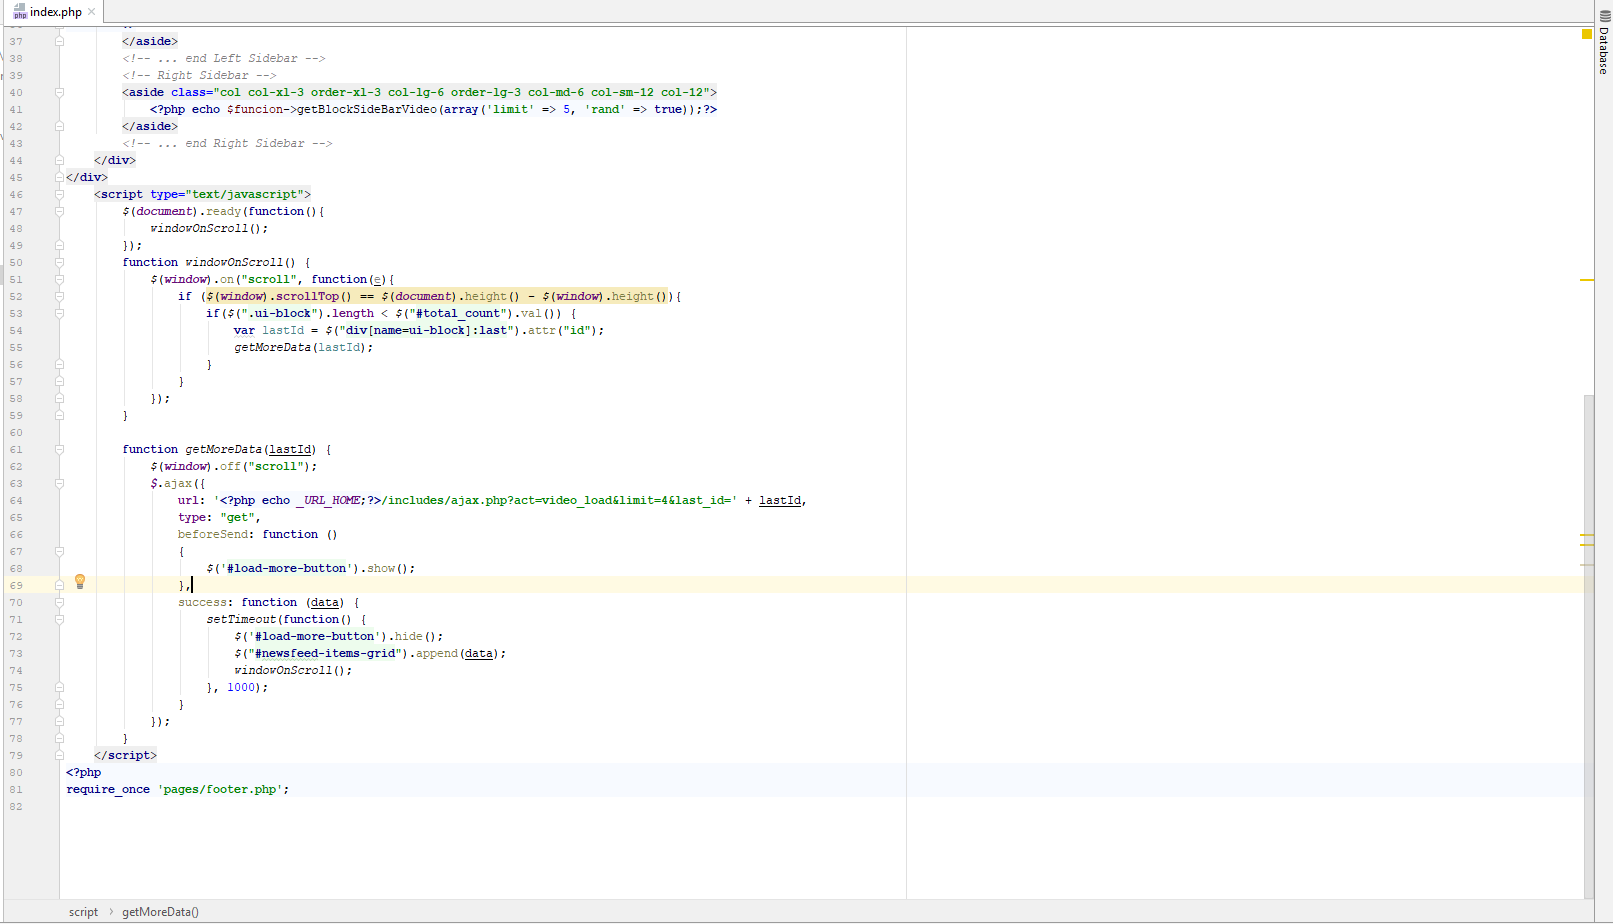 index.php
php
Database
37 </aside>
38 <!-- ... end Left Sidebar -->
39 <!-- Right Sidebar -->
40 <aside class="col col-xl-3 order-xl-3 col-lg-6 order-lg-3 col-md-6 col-sm-12 col-12">
41 <?php echo $funcion->getBlockSideBarVideo(array('limit' => 5, 'rand' => true));?>
42 </aside>
43 <!-- ... end Right Sidebar -->
44 </div>
45 </div>
46 <script type="text/javascript">
47 $(document).ready(function(){
48 windowOnScroll();
49 });
50 function windowOnScroll() {
51 $(window).on("scroll", function(e){
52 if ($(window).scrollTop() == $(document).height() - $(window).height()){
53 if($(".ui-block").length < $("#total_count").val()) {
54 var lastId = $("div[name=ui-block]:last").attr("id");
55 getMoreData(lastId);
56 }
57 }
58 });
59 }
60
61 function getMoreData(lastId) {
62 $(window).off("scroll");
63 $.ajax({
64 url: '<?php echo _URL_HOME;?>/includes/ajax.php?act=video_load&limit=4&last_id=' + lastId,
65 type: "get",
66 beforeSend: function ()
67 {
68 $('#load-more-button').show();
69 },
70 success: function (data) {
71 setTimeout(function() {
72 $('#load-more-button').hide();
73 $("#newsfeed-items-grid").append(data);
74 windowOnScroll();
75 }, 1000);
76 }
77 });
78 }
79 </script>
80 <?php
81 require_once 'pages/footer.php';
82
script › getMoreData()